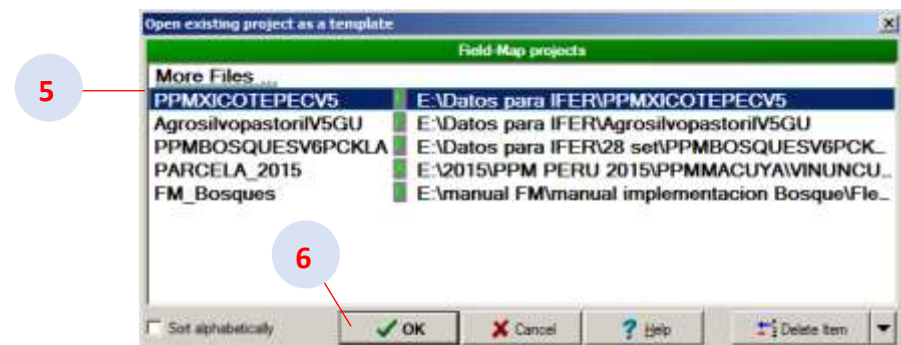 Open existing project as a template
Field-Map projects
More Files ...
5
PPMXICOTEPECV5 E:\Datos para IFER\PPMXICOTEPECV5
AgrosilvopastorilV5GU E:\Datos para IFER\AgrosilvopastorilV5GU
PPMBOSQUESV6PCKLA E:\Datos para IFER\28 set\PPMBOSQUESV6PCK...
PARCELA_2015 E:\2015\PPM PERU 2015\PPMMACUYA\VINUNCU...
FM_Bosques E:\manual FM\manual implementacion Bosque\Fle...
6
Sort alphabetically OK Cancel Help Delete Item